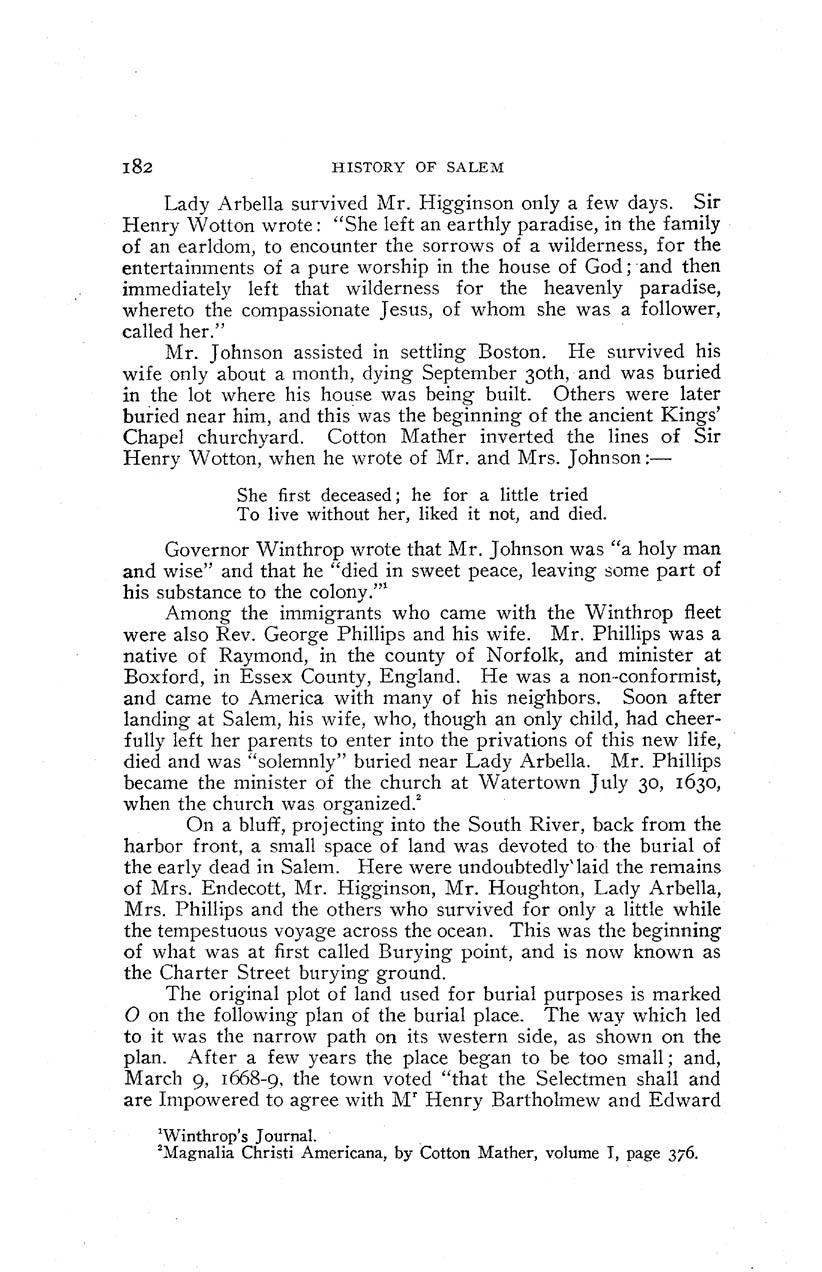 182 HISTORY OF SALEM
Lady Arbella survived Mr. Higginson only a few days. Sir
Henry Wotton wrote: “She left an earthly paradise, in the family
of an earldom, to encounter the sorrows of a wilderness, for the
entertainments of a pure worship in the house of God; and then
immediately left that wilderness for the heavenly paradise,
whereto the compassionate Jesus, of whom she was a follower,
called her.”
Mr. Johnson assisted in settling Boston. He survived his
wife only about a month, dying September 30th, and was buried
in the lot where his house was being built. Others were later
buried near him, and this was the beginning of the ancient Kings’
Chapel churchyard. Cotton Mather inverted the lines of Sir
Henry Wotton, when he wrote of Mr. and Mrs. Johnson:—
She first deceased; he for a little tried
To live without her, liked it not, and died.
Governor Winthrop wrote that Mr. Johnson was “a holy man
and wise” and that he “died in sweet peace, leaving some part of
his substance to the colony.”¹
Among the immigrants who came with the Winthrop fleet
were also Rev. George Phillips and his wife. Mr. Phillips was a
native of Raymond, in the county of Norfolk, and minister at
Boxford, in Essex County, England. He was a non-conformist,
and came to America with many of his neighbors. Soon after
landing at Salem, his wife, who, though an only child, had cheer-
fully left her parents to enter into the privations of this new life,
died and was “solemnly” buried near Lady Arbella. Mr. Phillips
became the minister of the church at Watertown July 30, 1630,
when the church was organized.²
On a bluff, projecting into the South River, back from the
harbor front, a small space of land was devoted to the burial of
the early dead in Salem. Here were undoubtedly laid the remains
of Mrs. Endecott, Mr. Higginson, Mr. Houghton, Lady Arbella,
Mrs. Phillips and the others who survived for only a little while
the tempestuous voyage across the ocean. This was the beginning
of what was at first called Burying point, and is now known as
the Charter Street burying ground.
The original plot of land used for burial purposes is marked
O on the following plan of the burial place. The way which led
to it was the narrow path on its western side, as shown on the
plan. After a few years the place began to be too small; and,
March 9, 1668-9, the town voted “that the Selectmen shall and
are Impowered to agree with Mʳ Henry Bartholmew and Edward
¹Winthrop’s Journal.
²Magnalia Christi Americana, by Cotton Mather, volume I, page 376.